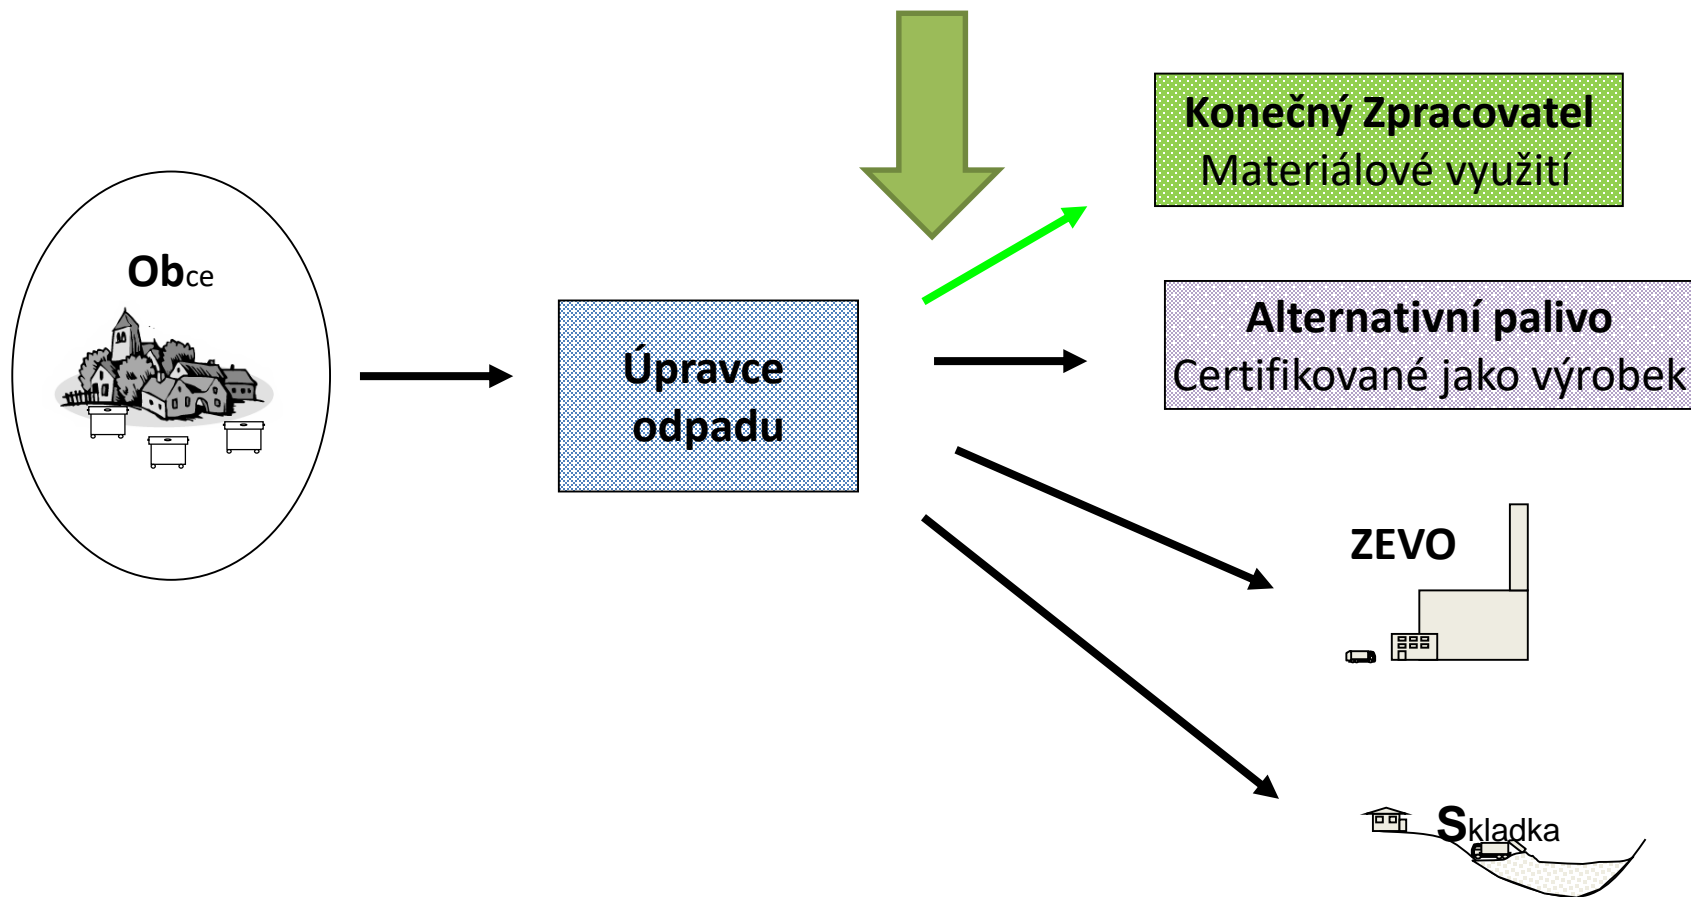 Obce
Úpravce
odpadu
Konečný Zpracovatel
Materiálové využití
Alternativní palivo
Certifikované jako výrobek
ZEVO
Skladka